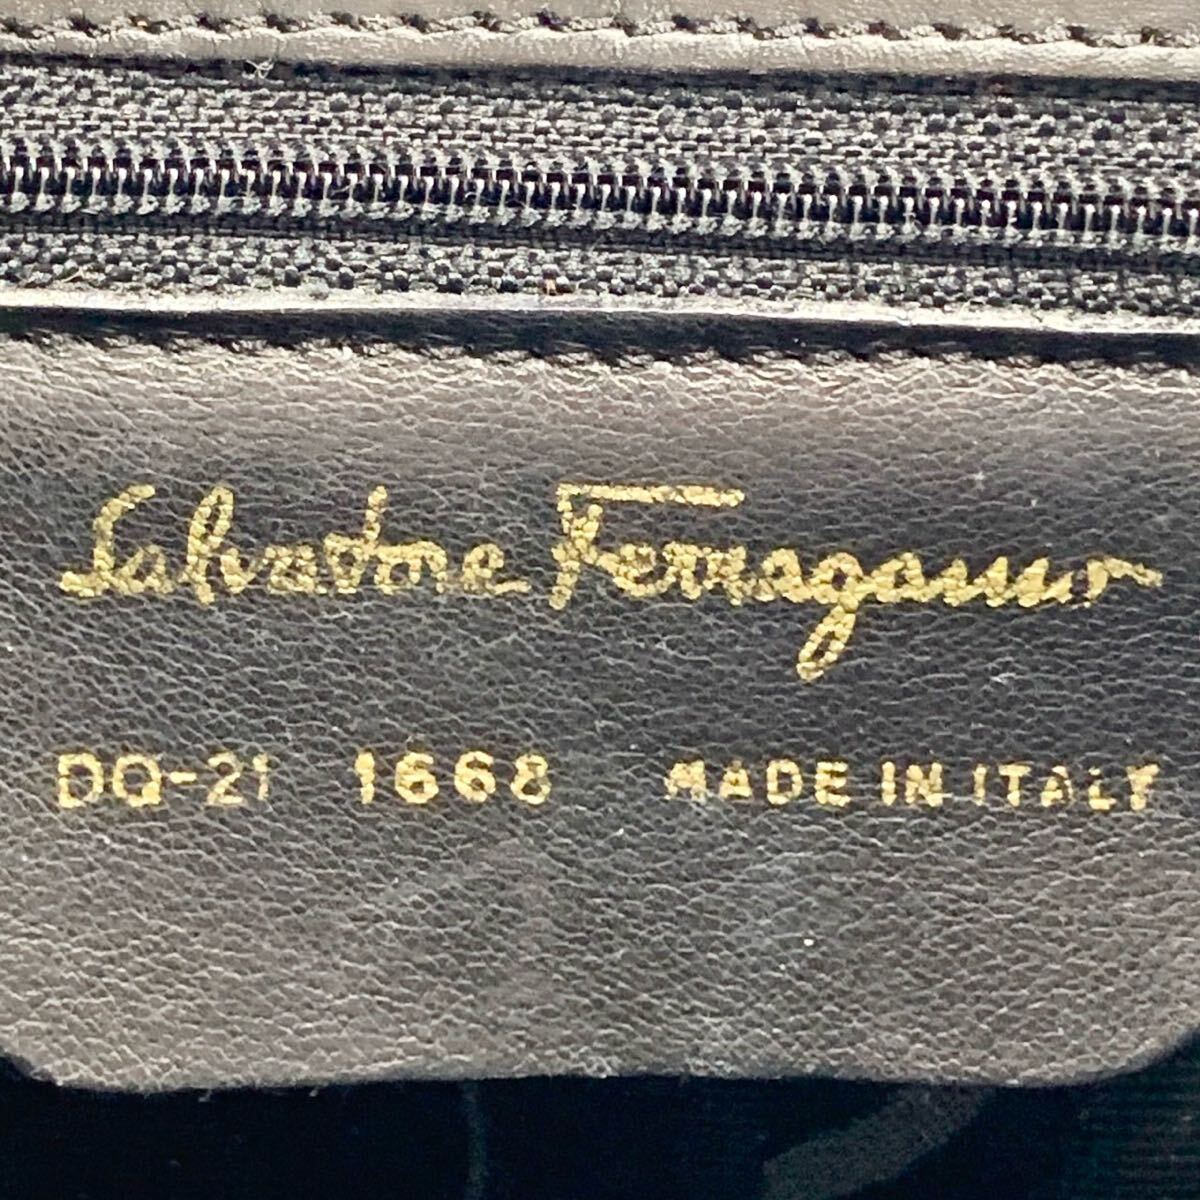 Salvatore Ferragamo
DQ-21 1668 MADE IN ITALY